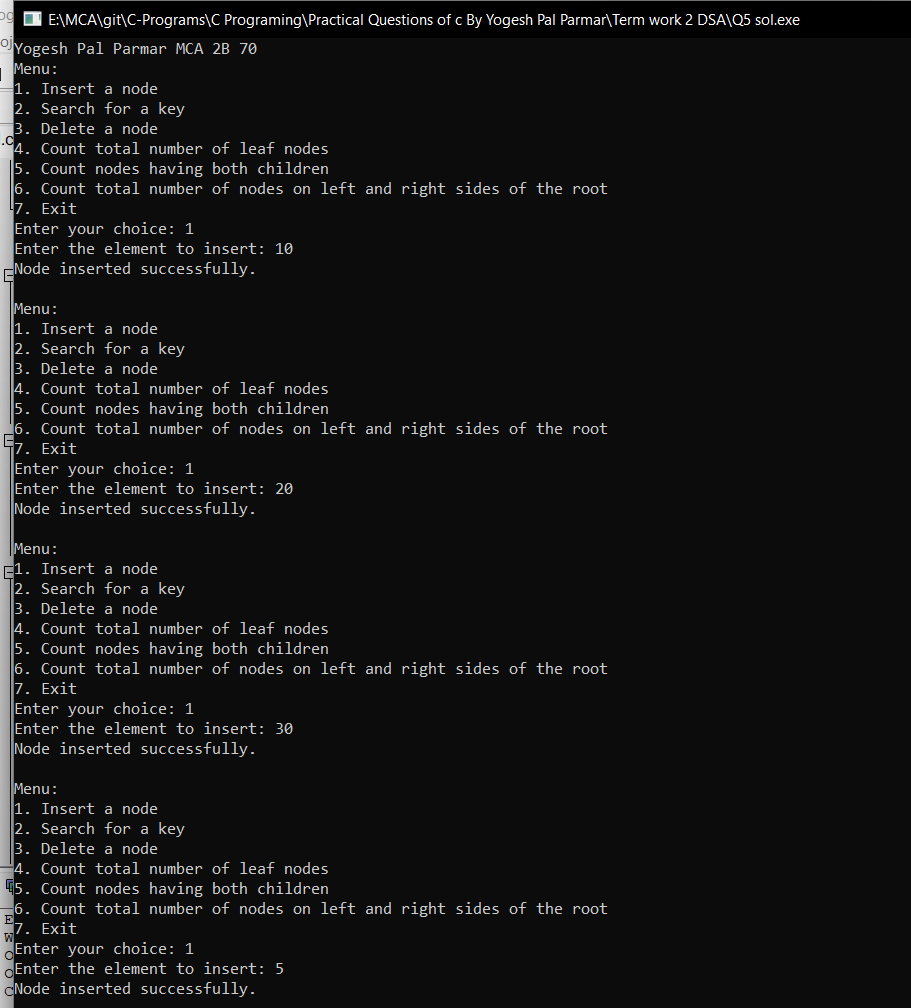 E:\MCA\git\C-Programs\C Programing\Practical Questions of c By Yogesh Pal Parmar\Term work 2 DSA\Q5 sol.exe
Yogesh Pal Parmar MCA 2B 70
Menu:
1. Insert a node
2. Search for a key
3. Delete a node
4. Count total number of leaf nodes
5. Count nodes having both children
6. Count total number of nodes on left and right sides of the root
7. Exit
Enter your choice: 1
Enter the element to insert: 10
Node inserted successfully.

Menu:
1. Insert a node
2. Search for a key
3. Delete a node
4. Count total number of leaf nodes
5. Count nodes having both children
6. Count total number of nodes on left and right sides of the root
7. Exit
Enter your choice: 1
Enter the element to insert: 20
Node inserted successfully.

Menu:
1. Insert a node
2. Search for a key
3. Delete a node
4. Count total number of leaf nodes
5. Count nodes having both children
6. Count total number of nodes on left and right sides of the root
7. Exit
Enter your choice: 1
Enter the element to insert: 30
Node inserted successfully.

Menu:
1. Insert a node
2. Search for a key
3. Delete a node
4. Count total number of leaf nodes
5. Count nodes having both children
6. Count total number of nodes on left and right sides of the root
7. Exit
Enter your choice: 1
Enter the element to insert: 5
Node inserted successfully.